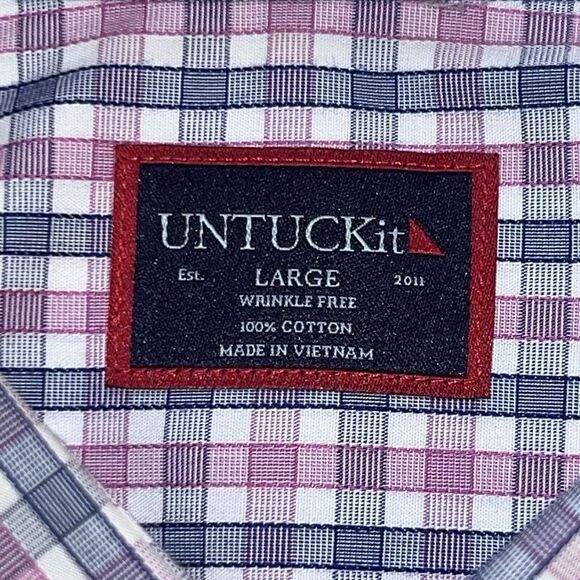 UNTUCKit
Est. LARGE 2011
WRINKLE FREE
100% COTTON
MADE IN VIETNAM